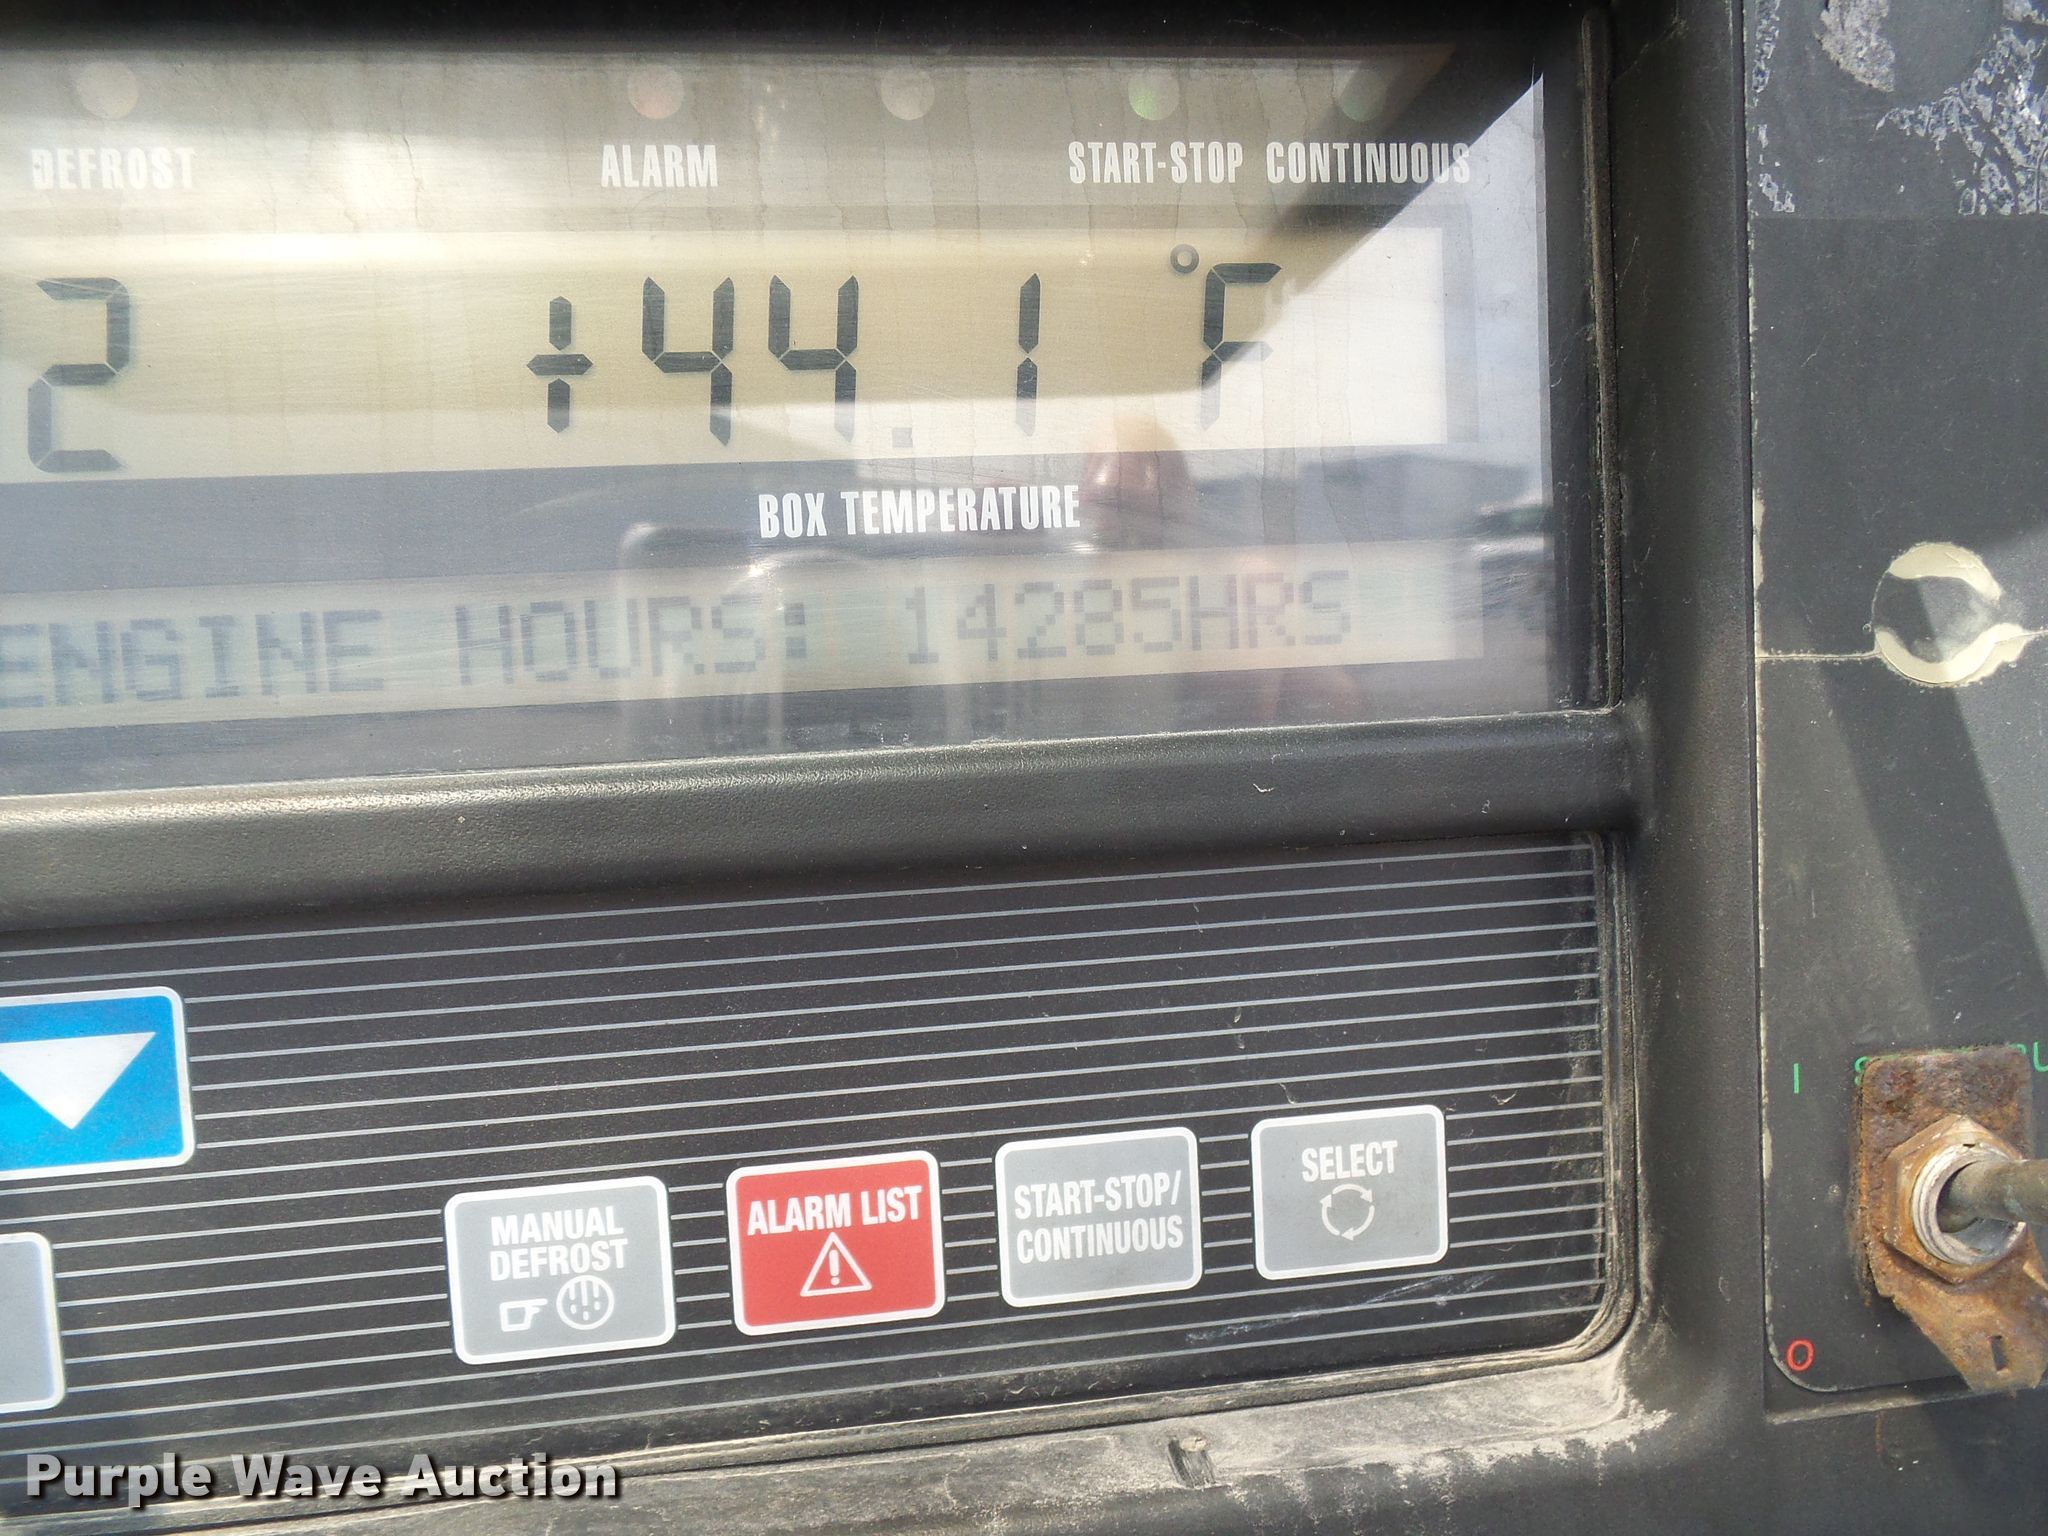 DEFROST ALARM START-STOP CONTINUOUS
2 +44.1 °F
BOX TEMPERATURE
ENGINE HOURS: 14285HRS
MANUAL
DEFROST
ALARM LIST
START-STOP/
CONTINUOUS
SELECT
I
O
Purple Wave Auction